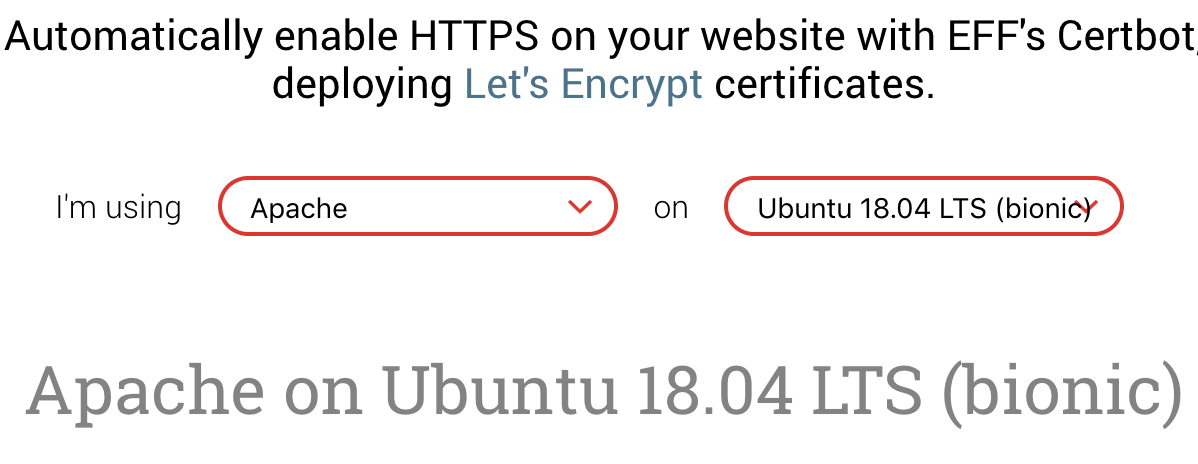 Automatically enable HTTPS on your website with EFF's Certbot,
deploying Let's Encrypt certificates.
I'm using Apache on Ubuntu 18.04 LTS (bionic)
Apache on Ubuntu 18.04 LTS (bionic)